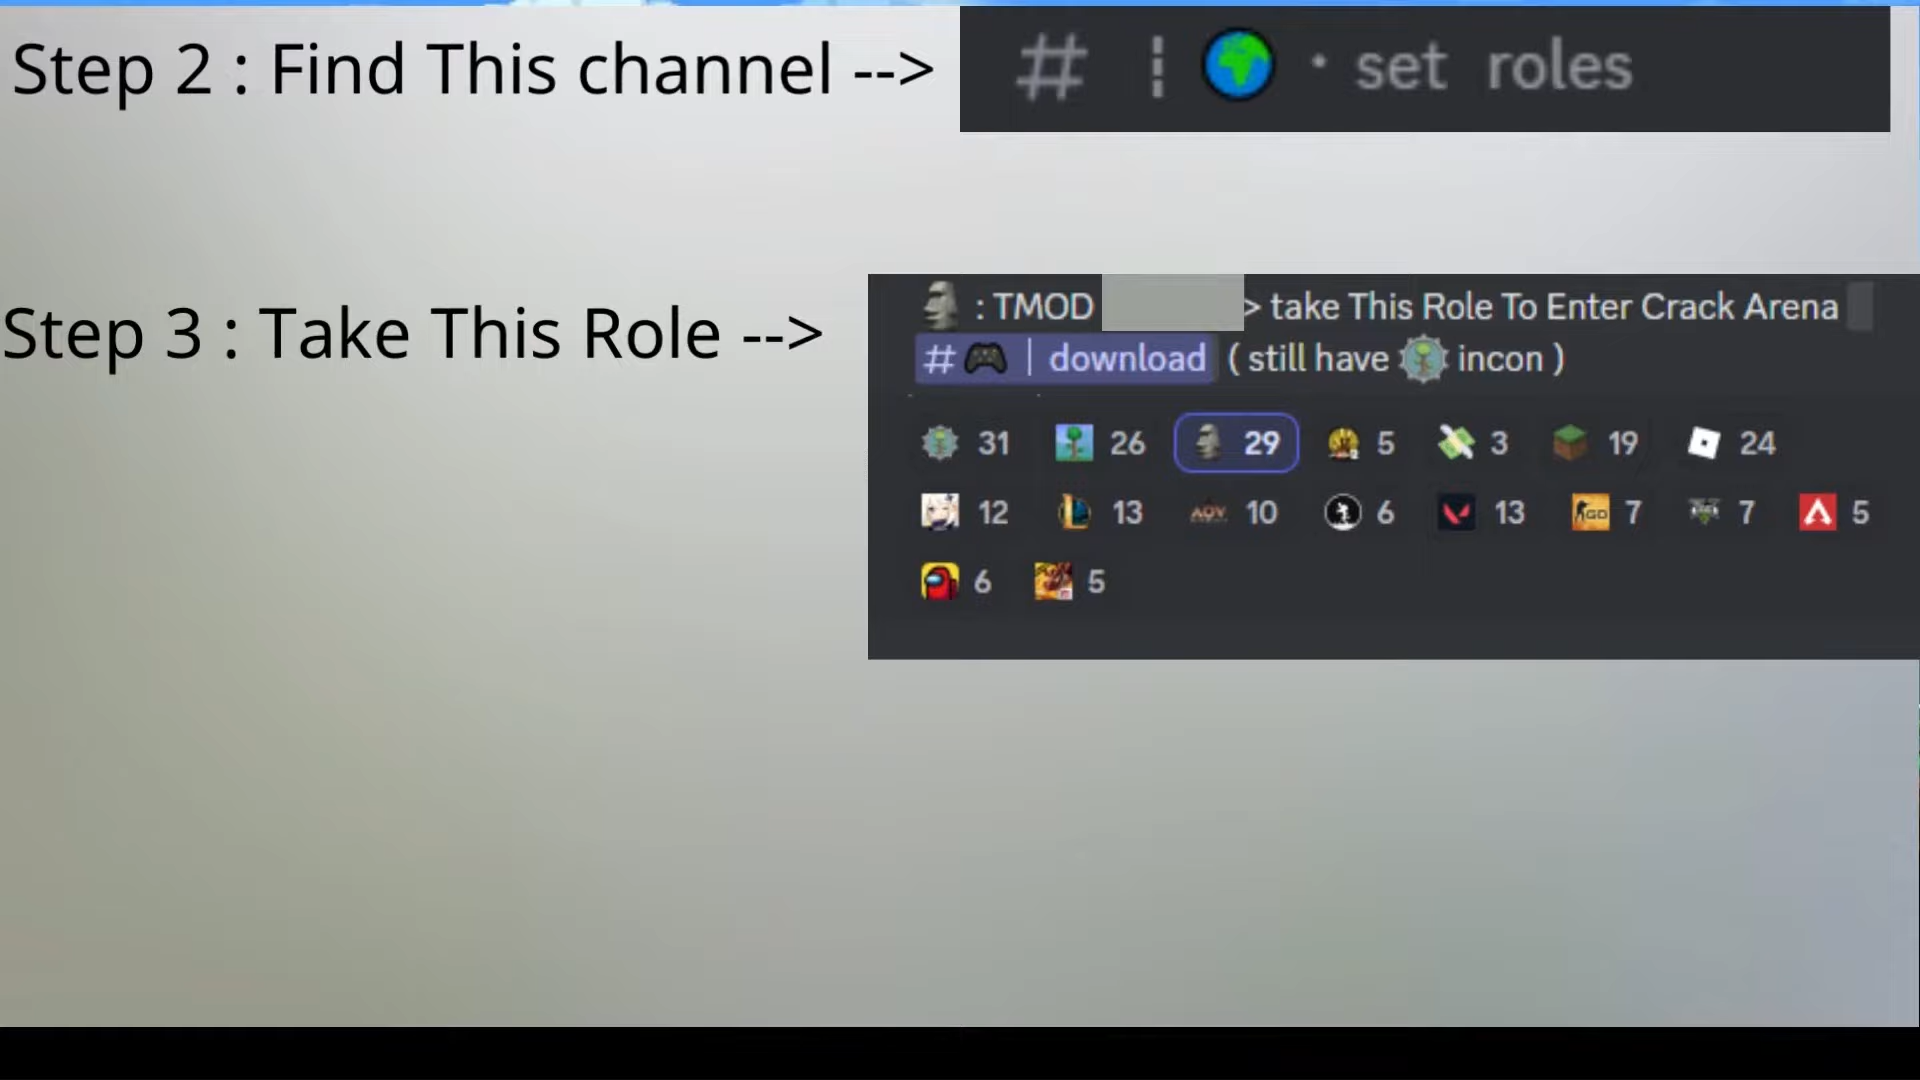 Step 2 : Find This channel -->
# ┊ · set roles
Step 3 : Take This Role -->
: TMOD > take This Role To Enter Crack Arena
# | download ( still have incon )
31 26 29 5 3 19 24
12 13 AOV 10 6 13 GO 7 7 5
6 5